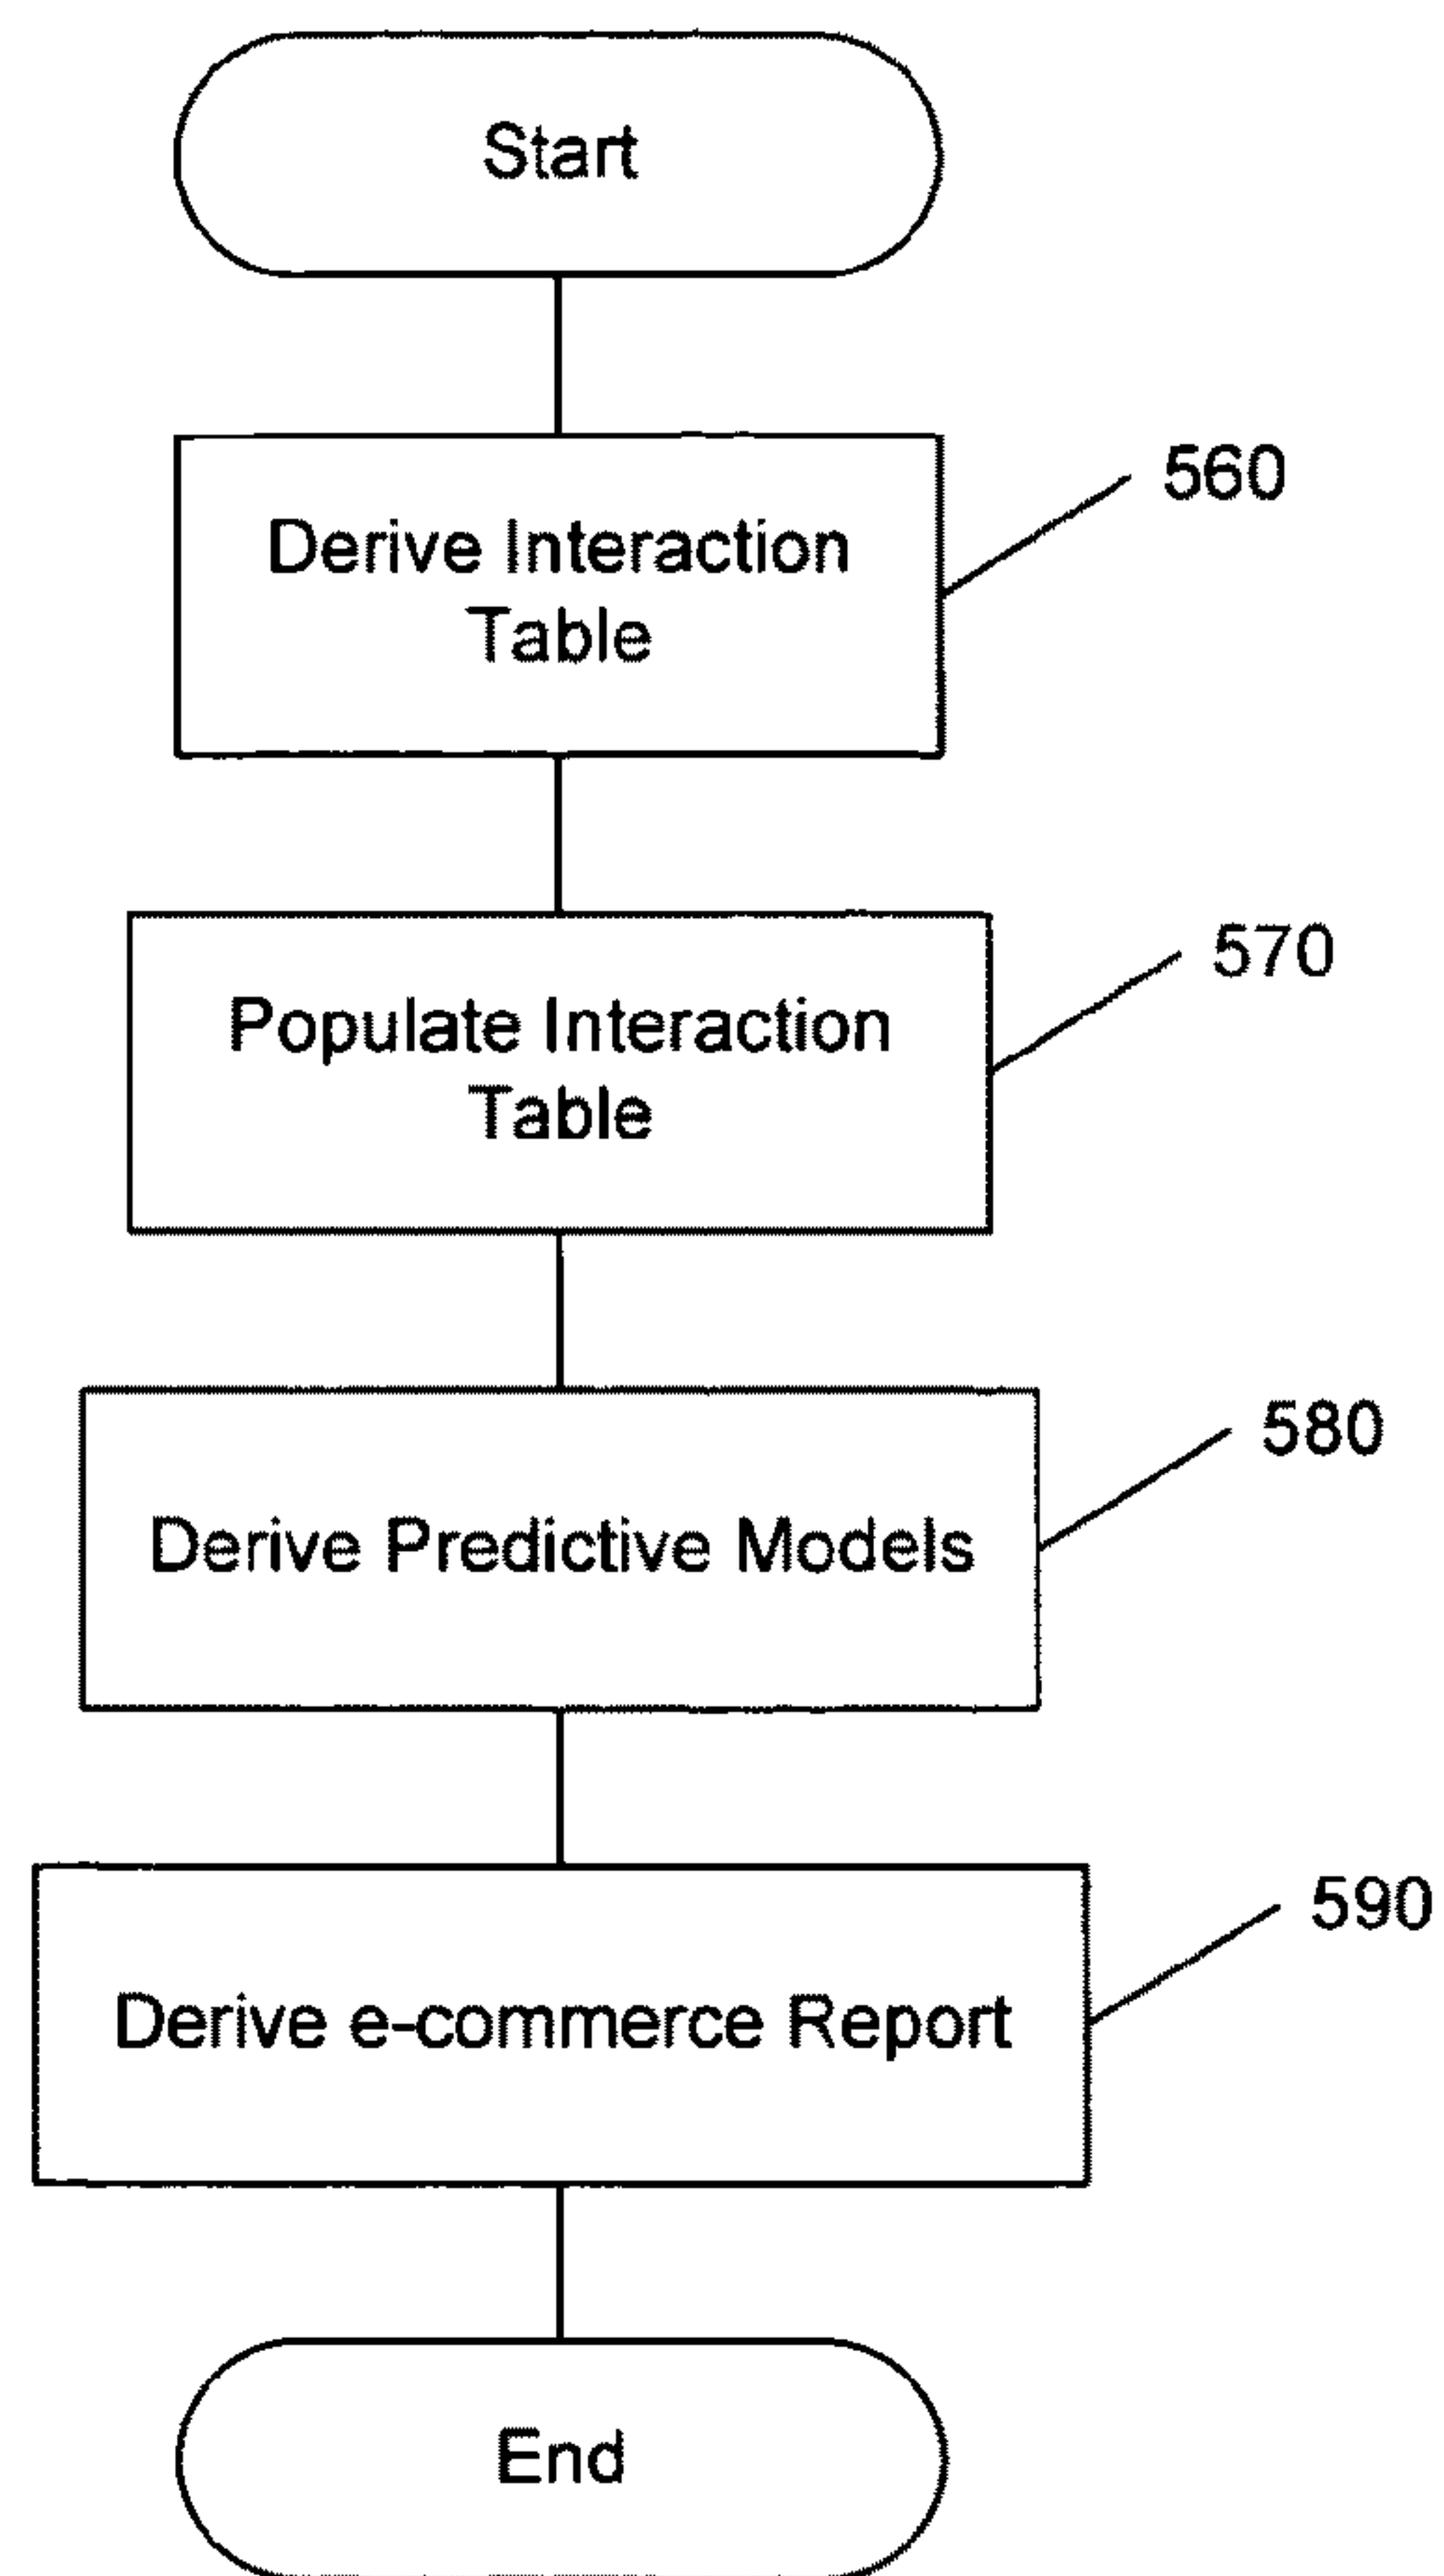 Start
560
Derive Interaction
Table
570
Populate Interaction
Table
580
Derive Predictive Models
590
Derive e-commerce Report
End